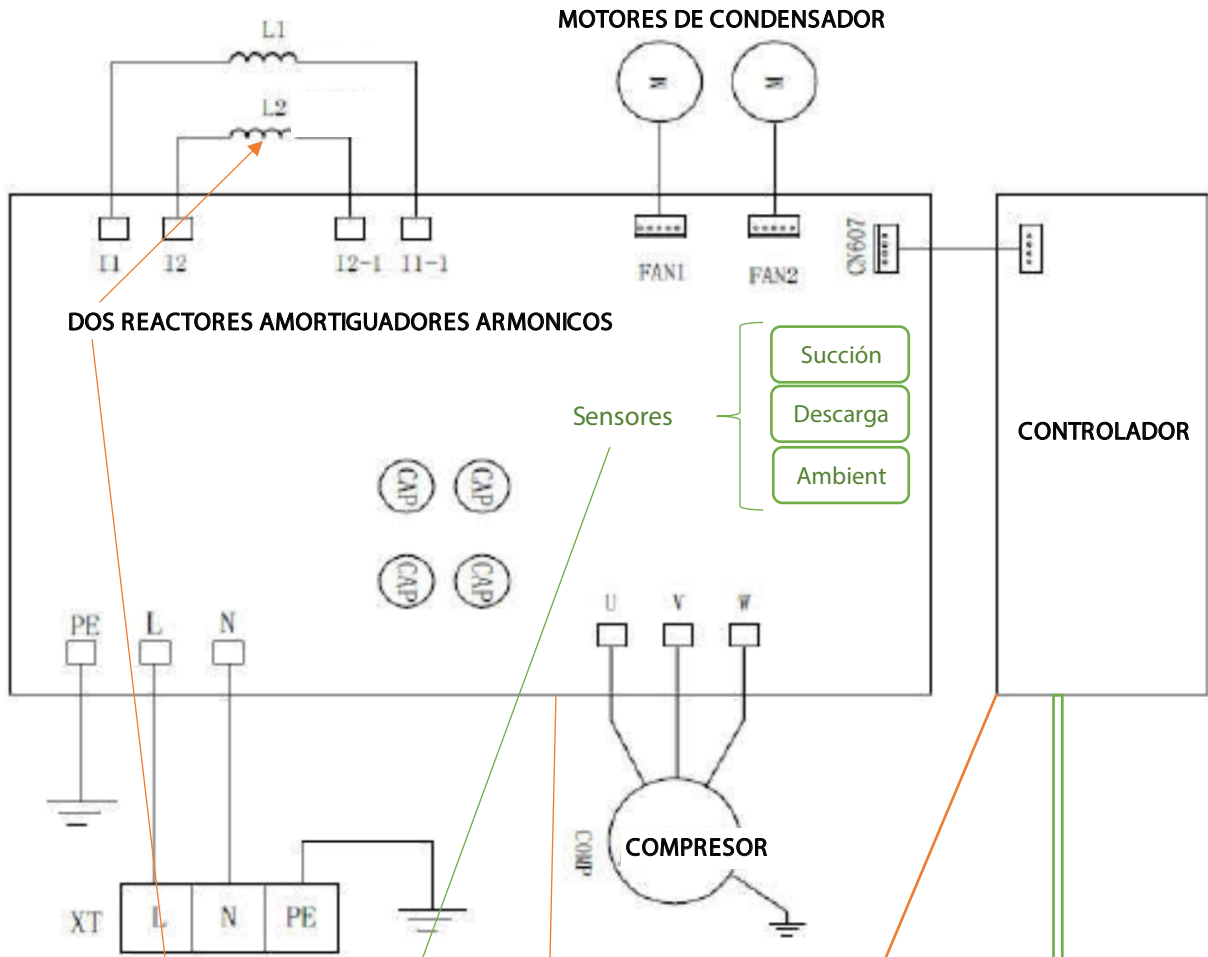 MOTORES DE CONDENSADOR
L1
M
M
L2
I1
I2
I2-1
I1-1
FAN1
FAN2
CN607
DOS REACTORES AMORTIGUADORES ARMONICOS
Succión
Sensores
Descarga
CONTROLADOR
Ambient
CAP
CAP
CAP
CAP
PE
L
N
U
V
W
COMP
COMPRESOR
XT
L
N
PE